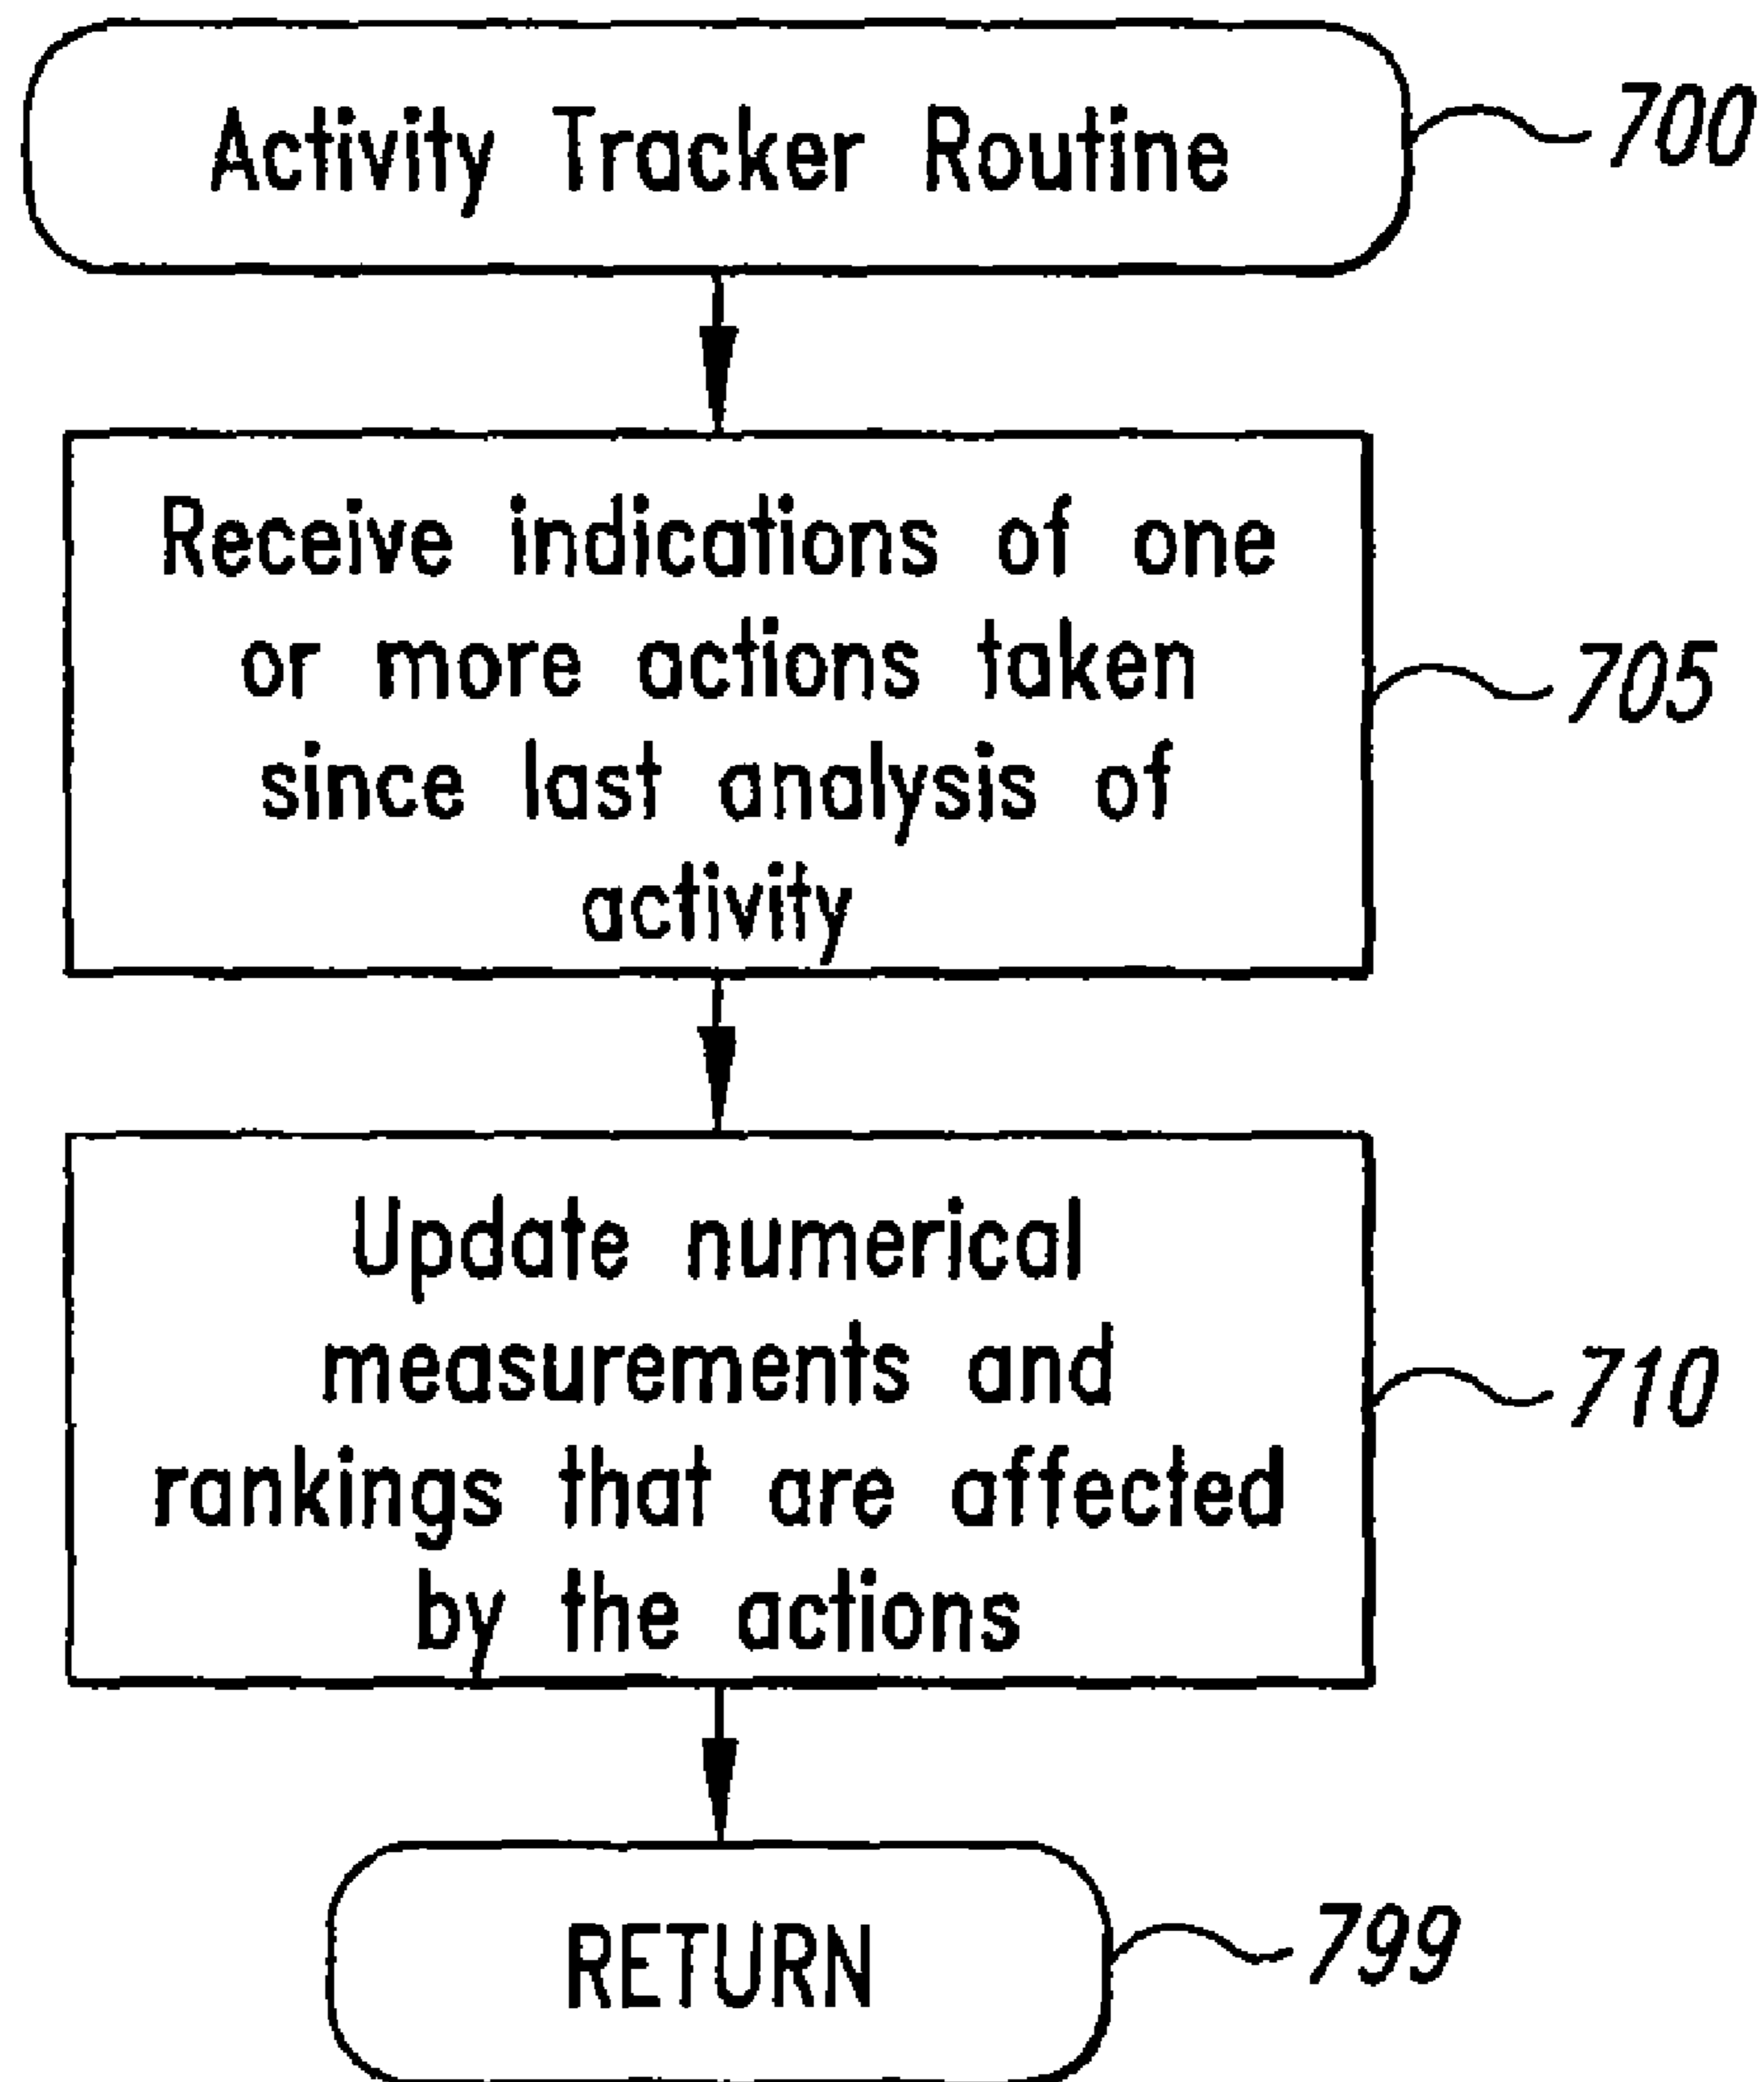 Activity Tracker Routine
700
Receive indications of one
or more actions taken
since last analysis of
activity
705
Update numerical
measurements and
rankings that are affected
by the actions
710
RETURN
799